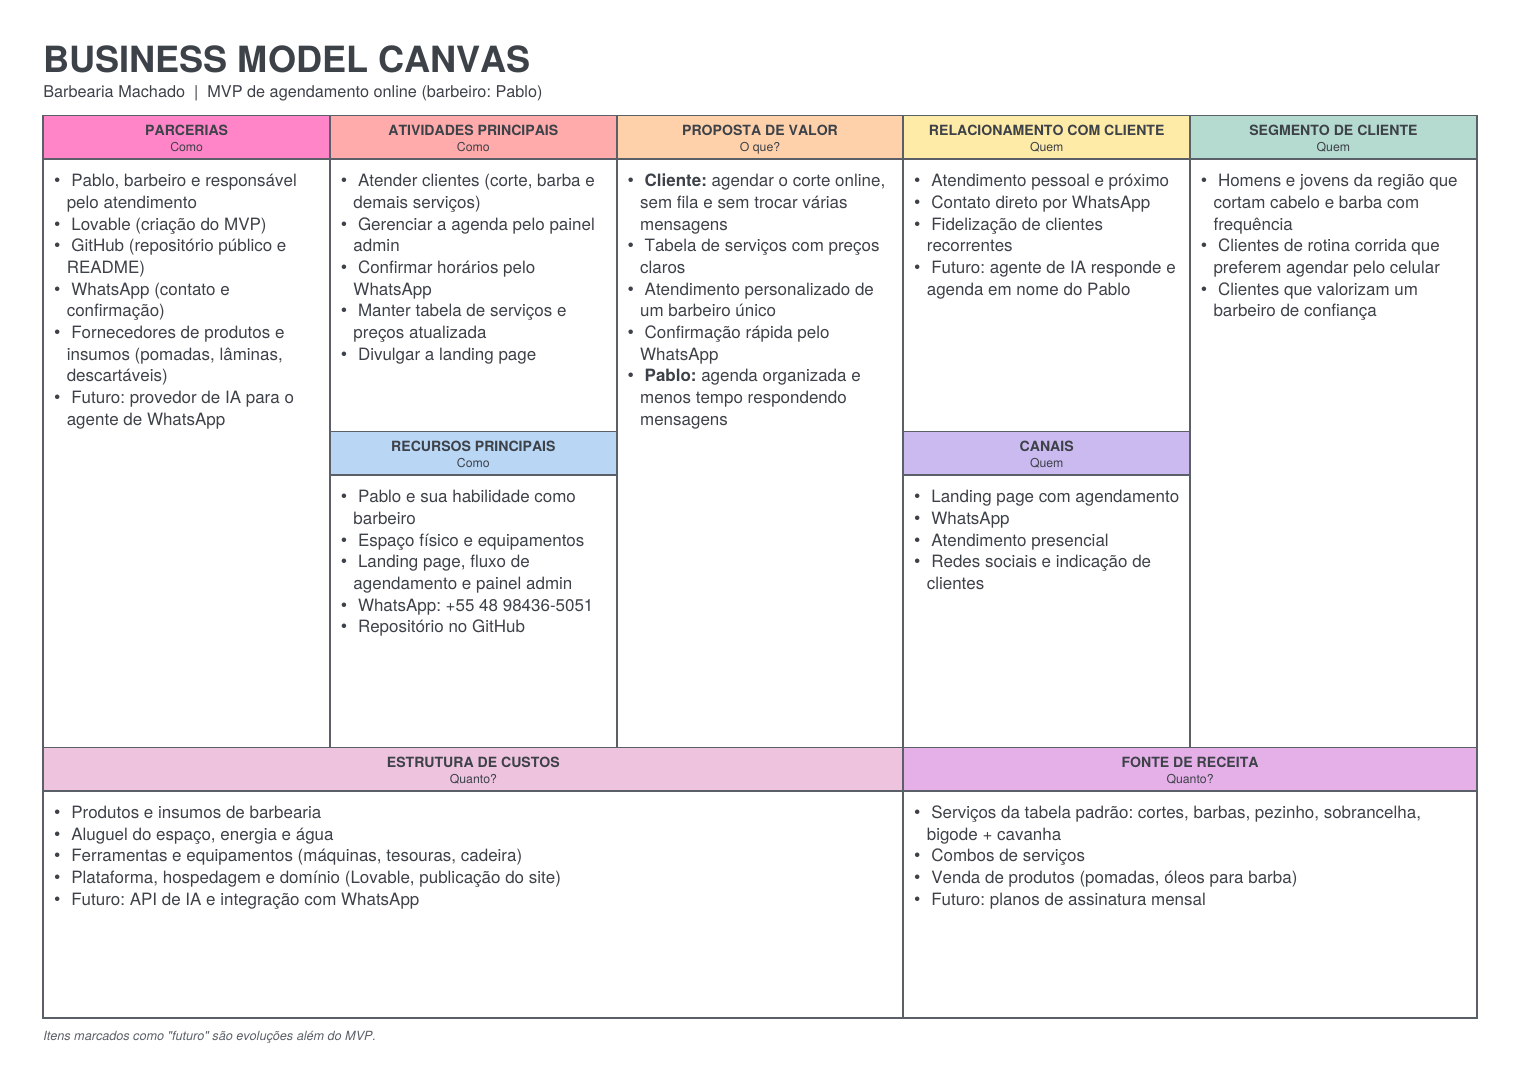 BUSINESS MODEL CANVAS
Barbearia Machado | MVP de agendamento online (barbeiro: Pablo)
PARCERIAS
Como
• Pablo, barbeiro e responsável
pelo atendimento
• Lovable (criação do MVP)
• GitHub (repositório público e
README)
• WhatsApp (contato e
confirmação)
• Fornecedores de produtos e
insumos (pomadas, lâminas,
descartáveis)
• Futuro: provedor de IA para o
agente de WhatsApp
ATIVIDADES PRINCIPAIS
Como
• Atender clientes (corte, barba e
demais serviços)
• Gerenciar a agenda pelo painel
admin
• Confirmar horários pelo
WhatsApp
• Manter tabela de serviços e
preços atualizada
• Divulgar a landing page
RECURSOS PRINCIPAIS
Como
• Pablo e sua habilidade como
barbeiro
• Espaço físico e equipamentos
• Landing page, fluxo de
agendamento e painel admin
• WhatsApp: +55 48 98436-5051
• Repositório no GitHub
PROPOSTA DE VALOR
O que?
• Cliente: agendar o corte online,
sem fila e sem trocar várias
mensagens
• Tabela de serviços com preços
claros
• Atendimento personalizado de
um barbeiro único
• Confirmação rápida pelo
WhatsApp
• Pablo: agenda organizada e
menos tempo respondendo
mensagens
RELACIONAMENTO COM CLIENTE
Quem
• Atendimento pessoal e próximo
• Contato direto por WhatsApp
• Fidelização de clientes
recorrentes
• Futuro: agente de IA responde e
agenda em nome do Pablo
CANAIS
Quem
• Landing page com agendamento
• WhatsApp
• Atendimento presencial
• Redes sociais e indicação de
clientes
SEGMENTO DE CLIENTE
Quem
• Homens e jovens da região que
cortam cabelo e barba com
frequência
• Clientes de rotina corrida que
preferem agendar pelo celular
• Clientes que valorizam um
barbeiro de confiança
ESTRUTURA DE CUSTOS
Quanto?
• Produtos e insumos de barbearia
• Aluguel do espaço, energia e água
• Ferramentas e equipamentos (máquinas, tesouras, cadeira)
• Plataforma, hospedagem e domínio (Lovable, publicação do site)
• Futuro: API de IA e integração com WhatsApp
FONTE DE RECEITA
Quanto?
• Serviços da tabela padrão: cortes, barbas, pezinho, sobrancelha,
bigode + cavanha
• Combos de serviços
• Venda de produtos (pomadas, óleos para barba)
• Futuro: planos de assinatura mensal
Itens marcados como "futuro" são evoluções além do MVP.